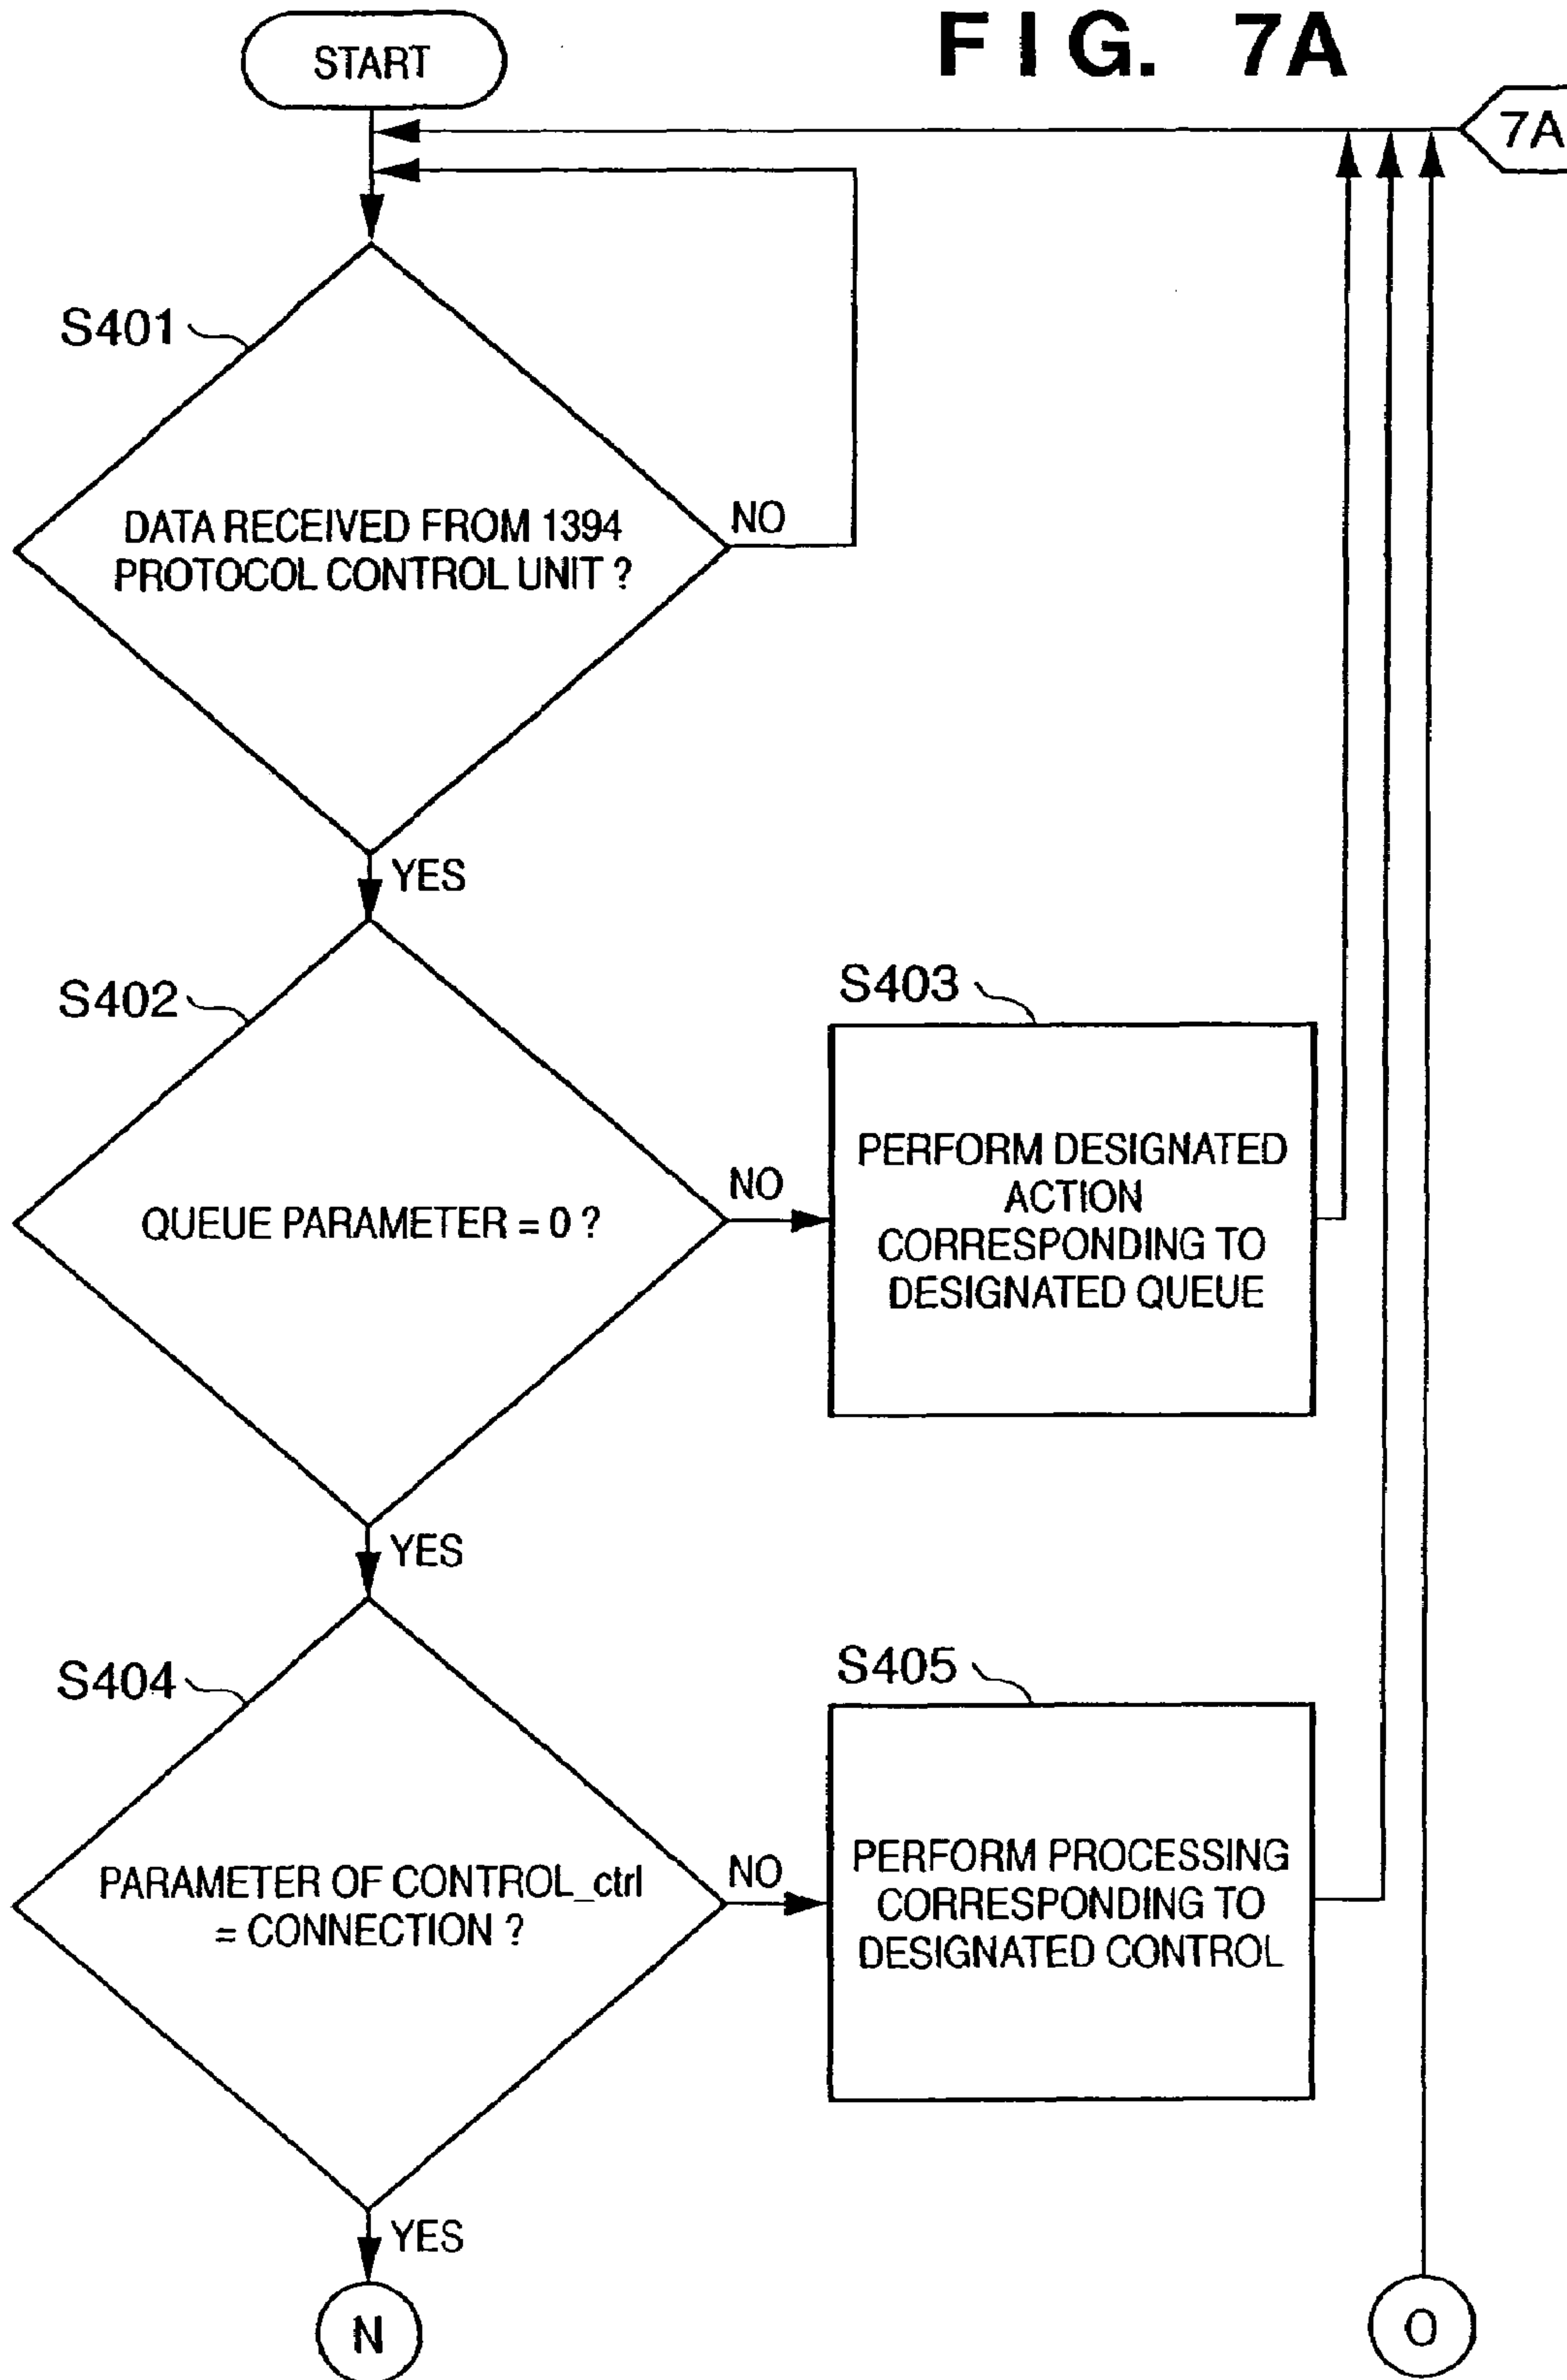 FIG. 7A
START
7A
S401
DATA RECEIVED FROM 1394
PROTOCOL CONTROL UNIT ?
NO
YES
S402
QUEUE PARAMETER = 0 ?
NO
S403
PERFORM DESIGNATED
ACTION
CORRESPONDING TO
DESIGNATED QUEUE
YES
S404
PARAMETER OF CONTROL_ctrl
= CONNECTION ?
NO
S405
PERFORM PROCESSING
CORRESPONDING TO
DESIGNATED CONTROL
YES
N
O